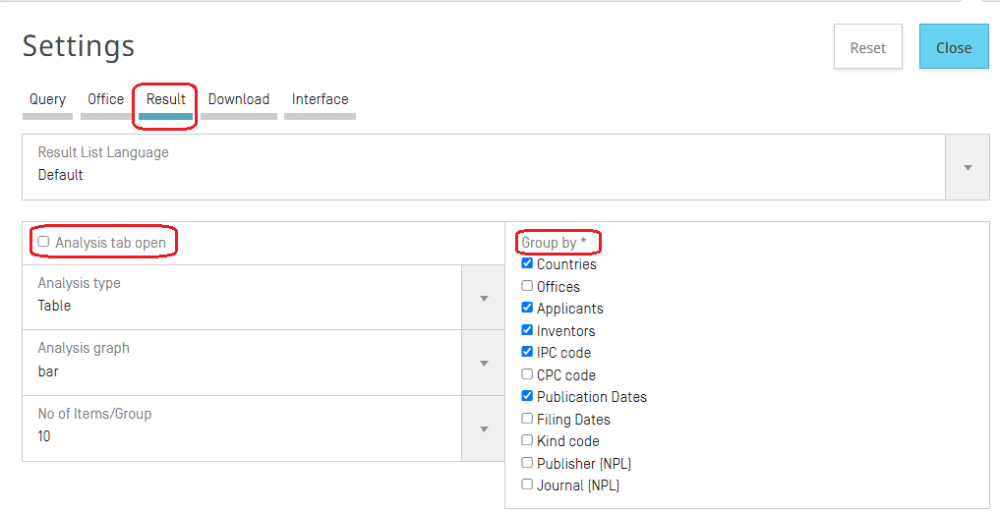 Settings
Reset
Close
Query Office Result Download Interface
Result List Language
Default
Analysis tab open
Analysis type
Table
Analysis graph
bar
No of Items/Group
10
Group by *
Countries
Offices
Applicants
Inventors
IPC code
CPC code
Publication Dates
Filing Dates
Kind code
Publisher (NPL)
Journal (NPL)